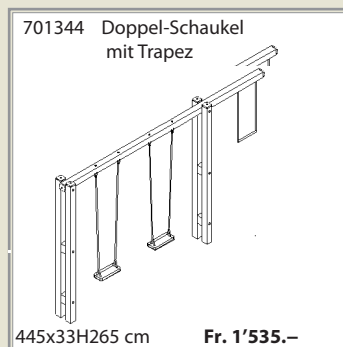 701344 Doppel-Schaukel
mit Trapez
445x33H265 cm Fr. 1’535.–